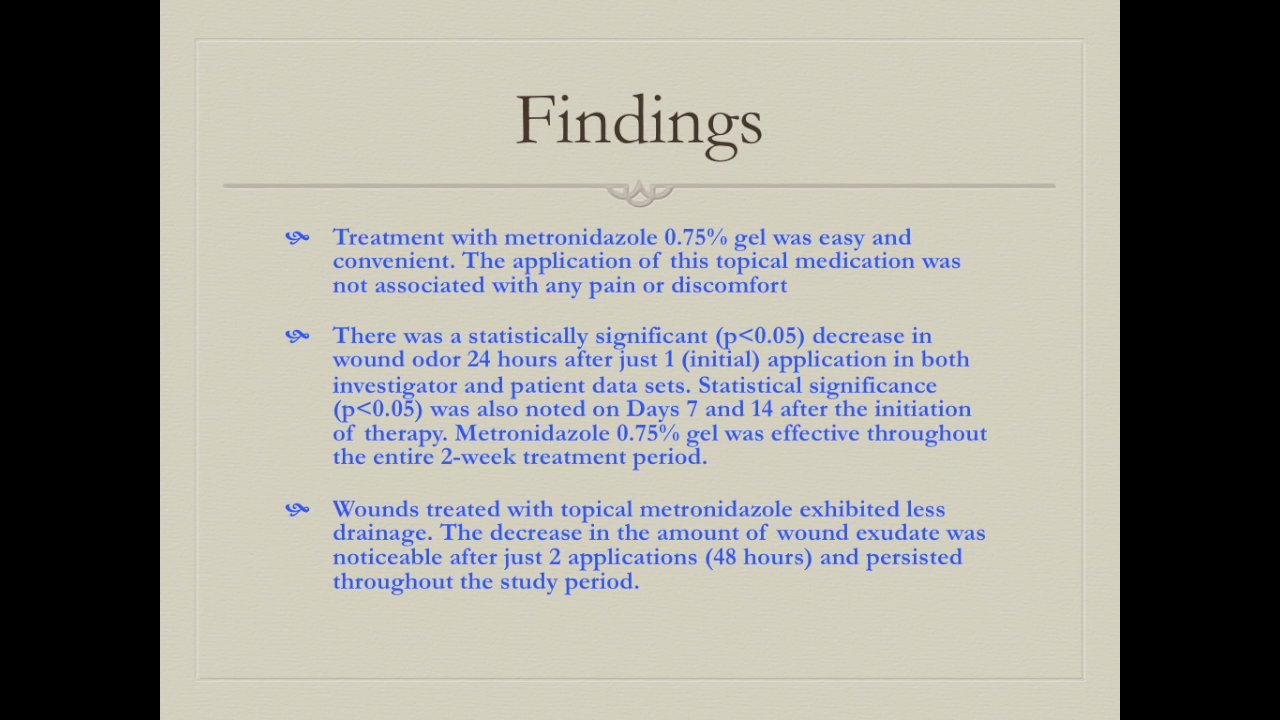 Findings
Treatment with metronidazole 0.75% gel was easy and
convenient. The application of this topical medication was
not associated with any pain or discomfort
There was a statistically significant (p<0.05) decrease in
wound odor 24 hours after just 1 (initial) application in both
investigator and patient data sets. Statistical significance
(p<0.05) was also noted on Days 7 and 14 after the initiation
of therapy. Metronidazole 0.75% gel was effective throughout
the entire 2-week treatment period.
Wounds treated with topical metronidazole exhibited less
drainage. The decrease in the amount of wound exudate was
noticeable after just 2 applications (48 hours) and persisted
throughout the study period.